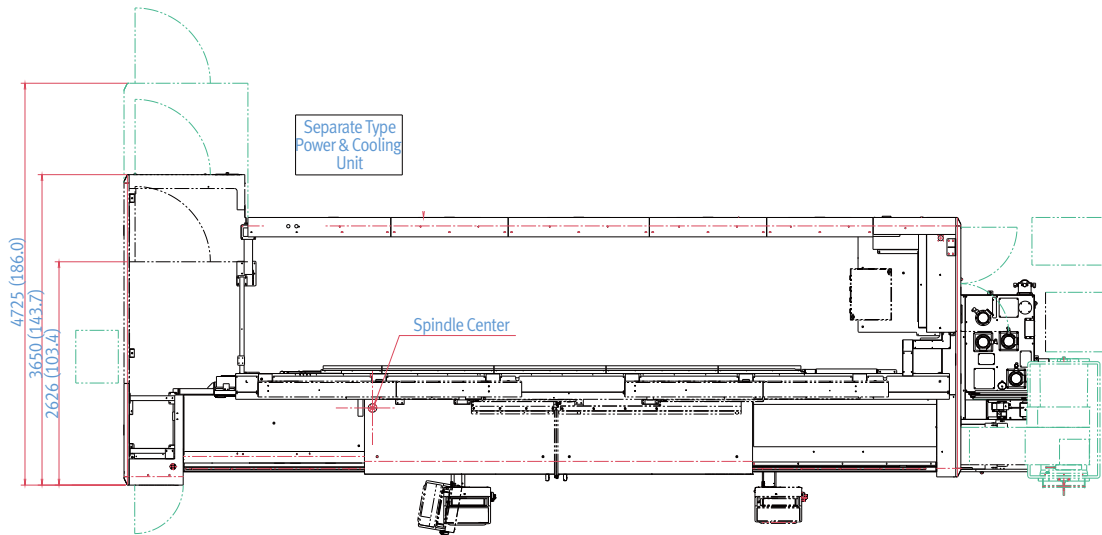 Separate Type
Power & Cooling
Unit
4725 (186.0)
3650 (143.7)
2626 (103.4)
Spindle Center